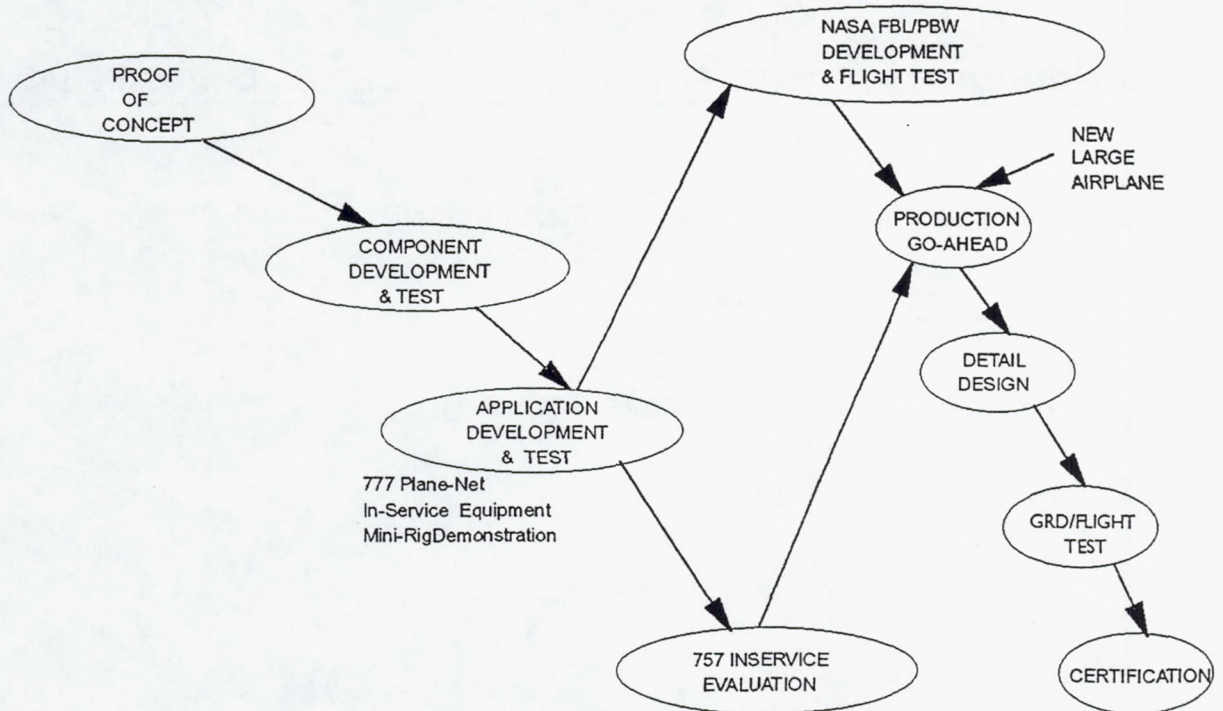 PROOF
OF
CONCEPT
COMPONENT
DEVELOPMENT
& TEST
APPLICATION
DEVELOPMENT
& TEST
777 Plane-Net
In-Service Equipment
Mini-RigDemonstration
NASA FBL/PBW
DEVELOPMENT
& FLIGHT TEST
757 INSERVICE
EVALUATION
NEW
LARGE
AIRPLANE
PRODUCTION
GO-AHEAD
DETAIL
DESIGN
GRD/FLIGHT
TEST
CERTIFICATION